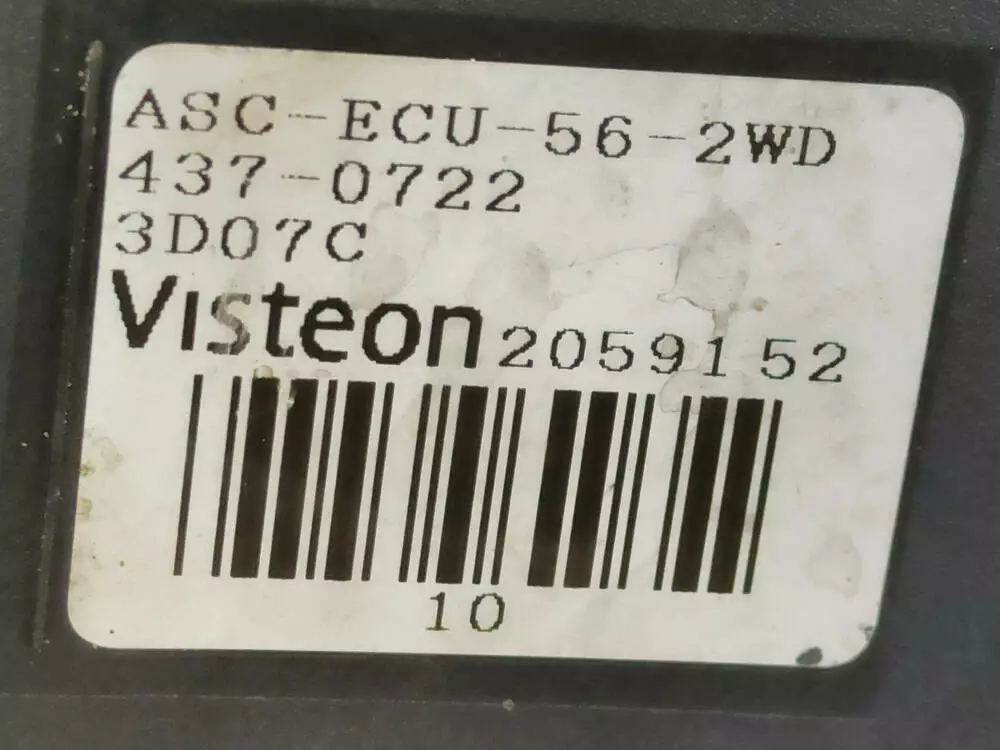 ASC-ECU-56-2WD
437-0722
3D07C
Visteon 2059152
10